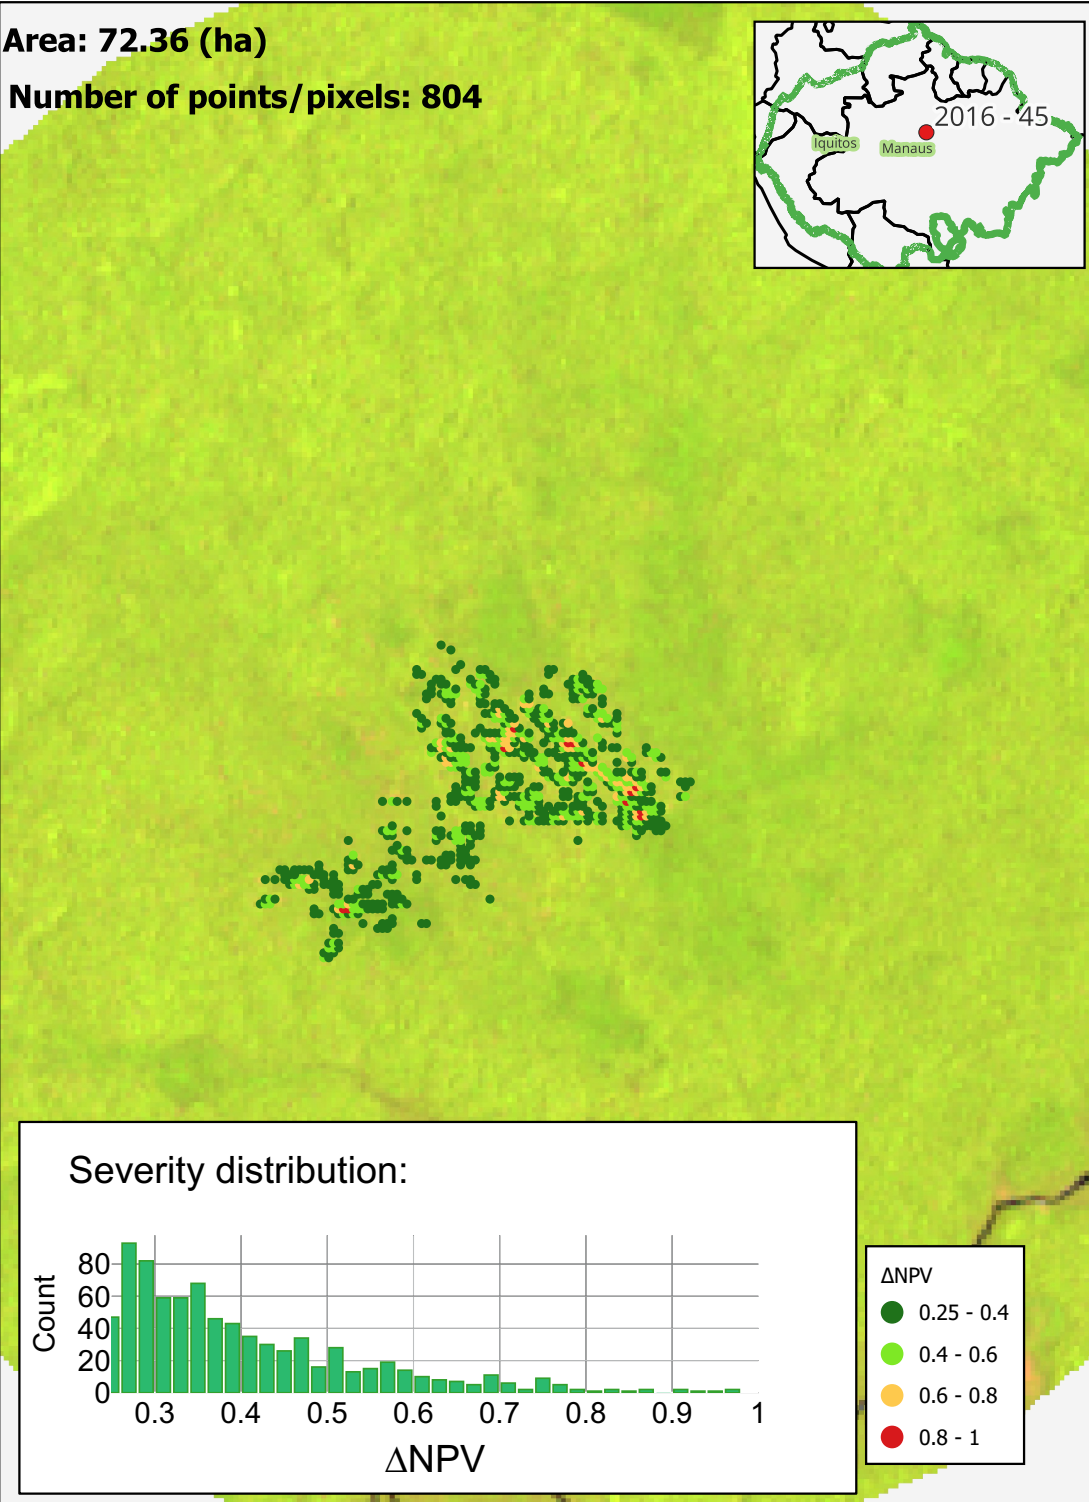 Area: 72.36 (ha)
Number of points/pixels: 804
2016 - 45
Iquitos
Manaus
Severity distribution:
Count
80
60
40
20
0
0.3 0.4 0.5 0.6 0.7 0.8 0.9 1
ΔNPV
ΔNPV
0.25 - 0.4
0.4 - 0.6
0.6 - 0.8
0.8 - 1